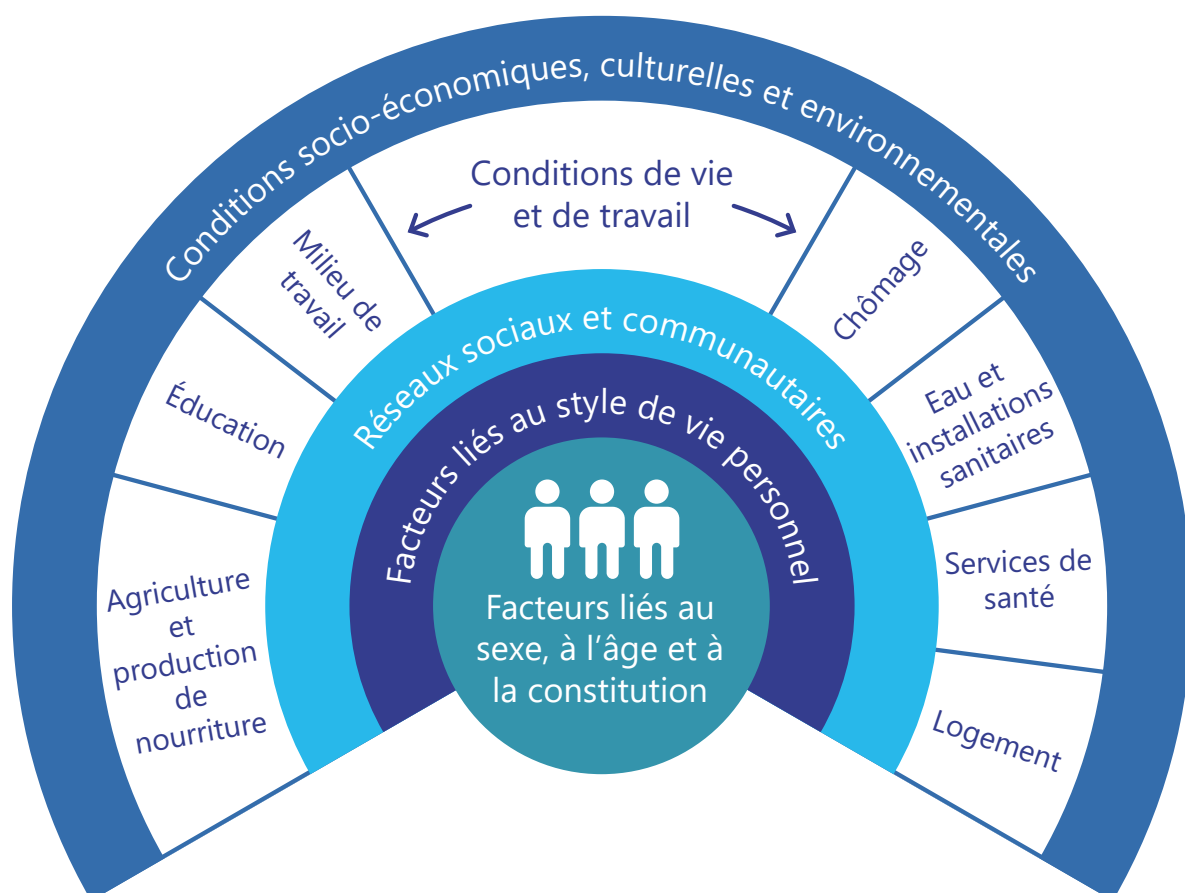 Conditions socio-économiques, culturelles et environnementales
Conditions de vie
et de travail
Agriculture
et
production
de
nourriture
Éducation
Milieu de
travail
Chômage
Eau et
installations
sanitaires
Services de
santé
Logement
Réseaux sociaux et communautaires
Facteurs liés au style de vie personnel
Facteurs liés au
sexe, à l’âge et à
la constitution